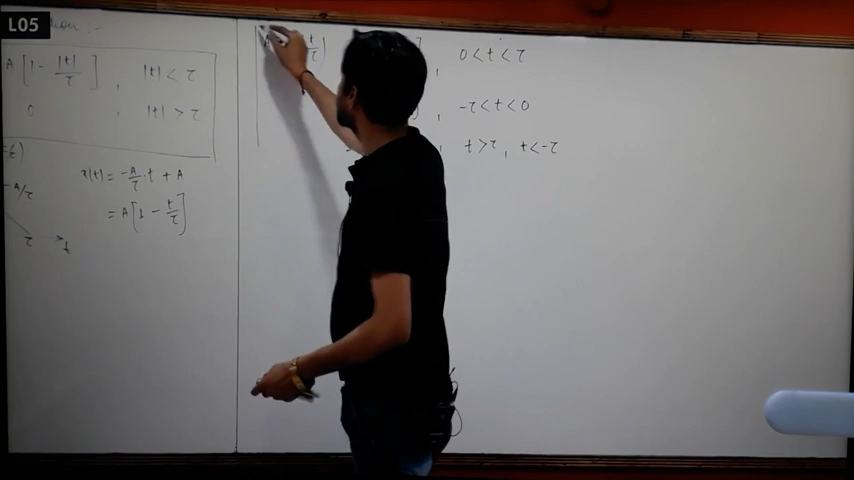 L05
A [1 - |t|/τ] , |t| < τ
0 , |t| > τ
x(t) = -A/τ . t + A
-A/τ
= A[1 - t/τ]
τ → t
t/τ) ] , 0 < t < τ
] , -τ < t < 0
, t > τ , t < -τ